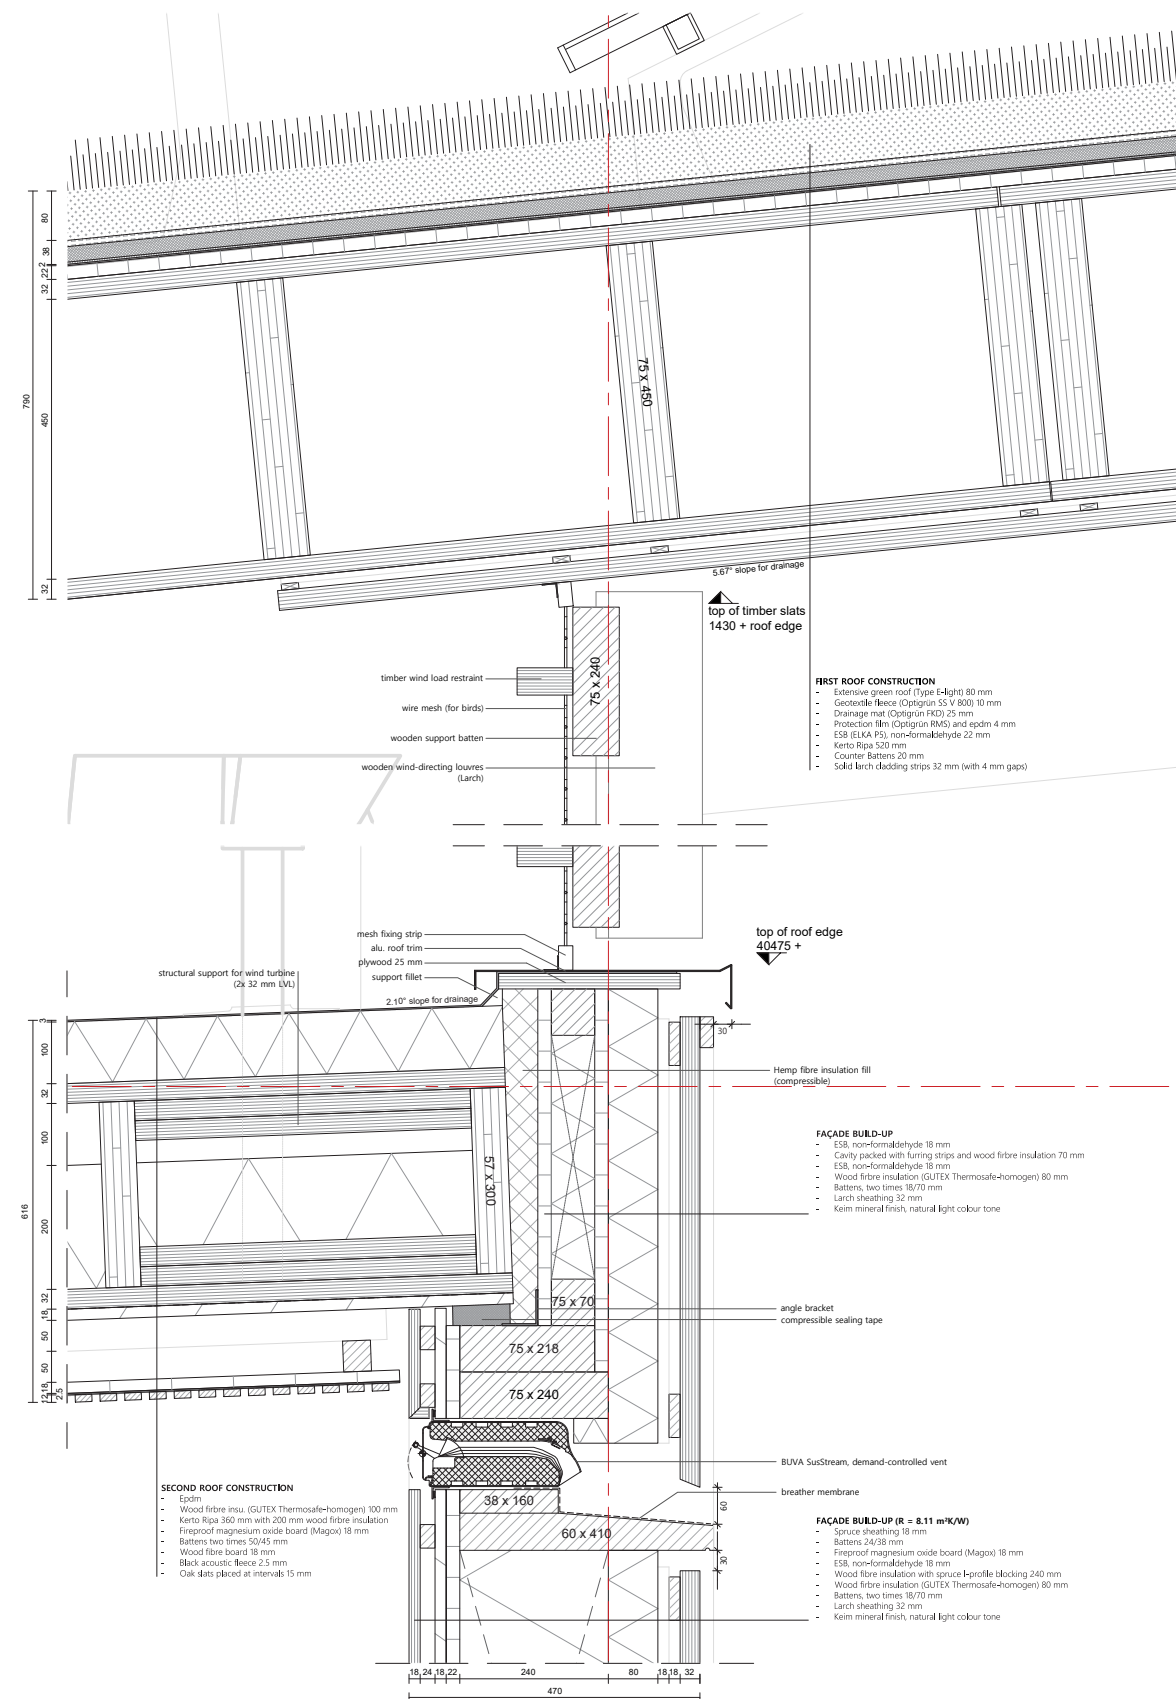 80
38
2
22
32
790
450
32
75 x 450
5.67° slope for drainage
top of timber slats
1430 + roof edge
timber wind load restraint
wire mesh (for birds)
wooden support batten
wooden wind-directing louvres
(Larch)
75 x 240
FIRST ROOF CONSTRUCTION
- Extensive green roof (Type E-light) 80 mm
- Geotextile fleece (Optigrün SS V 800) 10 mm
- Drainage mat (Optigrün FKD) 25 mm
- Protection film (Optigrün RMS) and epdm 4 mm
- ESB (ELKA P5), non-formaldehyde 22 mm
- Kerto Ripa 520 mm
- Counter Battens 20 mm
- Solid larch cladding strips 32 mm (with 4 mm gaps)
top of roof edge
40475 +
mesh fixing strip
alu. roof trim
plywood 25 mm
support fillet
structural support for wind turbine
(2x 32 mm LVL)
2.10° slope for drainage
30
3
100
32
100
616
200
32
18
50
50
18
12
2.5
57 x 300
Hemp fibre insulation fill
(compressible)
FAÇADE BUILD-UP
- ESB, non-formaldehyde 18 mm
- Cavity packed with furring strips and wood firbre insulation 70 mm
- ESB, non-formaldehyde 18 mm
- Wood firbre insulation (GUTEX Thermosafe-homogen) 80 mm
- Battens, two times 18/70 mm
- Larch sheathing 32 mm
- Keim mineral finish, natural light colour tone
75 x 70
angle bracket
compressible sealing tape
75 x 218
75 x 240
BUVA SusStream, demand-controlled vent
breather membrane
38 x 160
60 x 410
60
30
SECOND ROOF CONSTRUCTION
- Epdm
- Wood firbre insu. (GUTEX Thermosafe-homogen) 100 mm
- Kerto Ripa 360 mm with 200 mm wood firbre insulation
- Fireproof magnesium oxide board (Magox) 18 mm
- Battens two times 50/45 mm
- Wood fibre board 18 mm
- Black acoustic fleece 2.5 mm
- Oak slats placed at intervals 15 mm
FAÇADE BUILD-UP (R = 8.11 m²K/W)
- Spruce sheathing 18 mm
- Battens 24/38 mm
- Fireproof magnesium oxide board (Magox) 18 mm
- ESB, non-formaldehyde 18 mm
- Wood fibre insulation with spruce I-profile blocking 240 mm
- Wood firbre insulation (GUTEX Thermosafe-homogen) 80 mm
- Battens, two times 18/70 mm
- Larch sheathing 32 mm
- Keim mineral finish, natural light colour tone
18 24 18 22 240 80 18 18 32
470